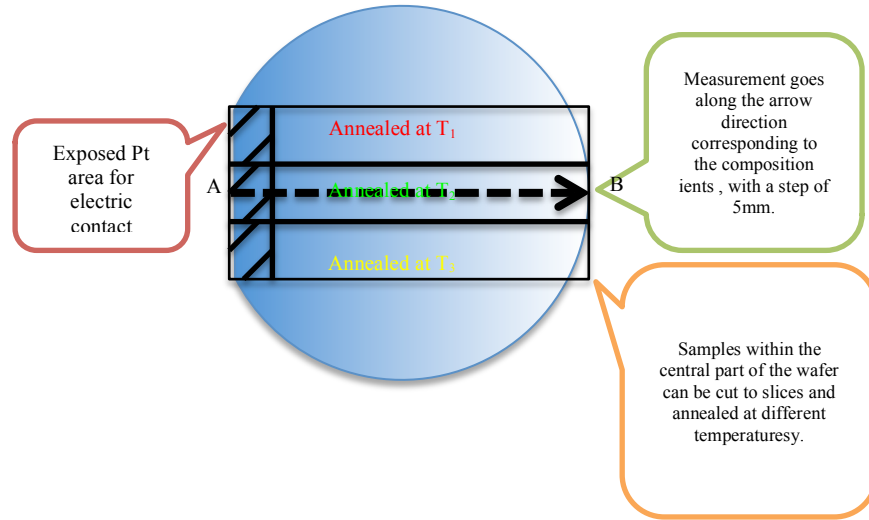 Annealed at T1
Exposed Pt
area for
electric
contact
A
Annealed at T2
B
Annealed at T3
Measurement goes
along the arrow
direction
corresponding to
the composition
ients , with a step of
5mm.
Samples within the
central part of the wafer
can be cut to slices and
annealed at different
temperaturesy.